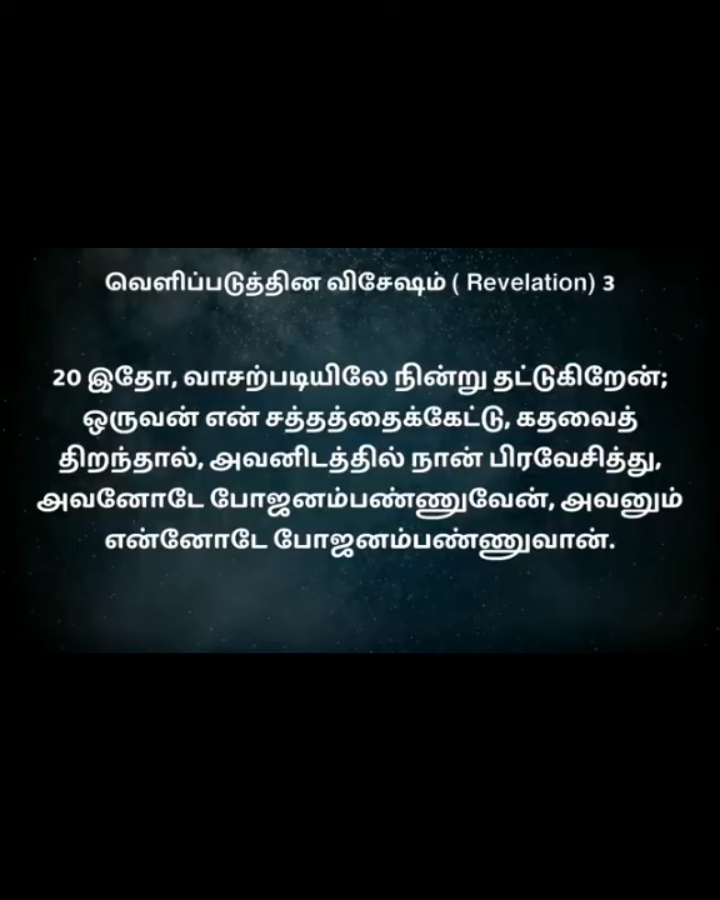 வெளிப்படுத்தின விசேஷம் ( Revelation) 3
20 இதோ, வாசற்படியிலே நின்று தட்டுகிறேன்;
ஒருவன் என் சத்தத்தைக்கேட்டு, கதவைத்
திறந்தால், அவனிடத்தில் நான் பிரவேசித்து,
அவனோடே போஜனம்பண்ணுவேன், அவனும்
என்னோடே போஜனம்பண்ணுவான்.